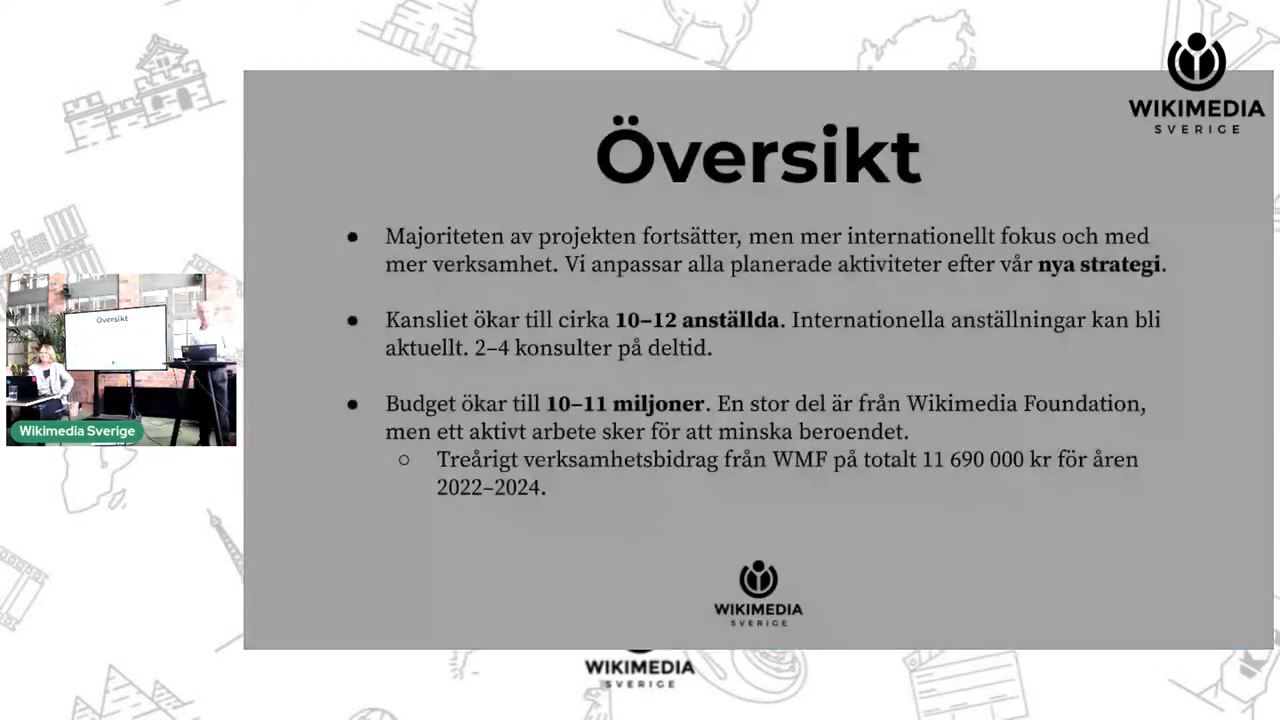 WIKIMEDIA
SVERIGE
Översikt
● Majoriteten av projekten fortsätter, men mer internationellt fokus och med
mer verksamhet. Vi anpassar alla planerade aktiviteter efter vår nya strategi.
● Kansliet ökar till cirka 10–12 anställda. Internationella anställningar kan bli
aktuellt. 2–4 konsulter på deltid.
● Budget ökar till 10–11 miljoner. En stor del är från Wikimedia Foundation,
men ett aktivt arbete sker för att minska beroendet.
○ Treårigt verksamhetsbidrag från WMF på totalt 11 690 000 kr för åren
2022–2024.
Översikt
Wikimedia Sverige
WIKIMEDIA
SVERIGE
WIKIMEDIA
SVERIGE